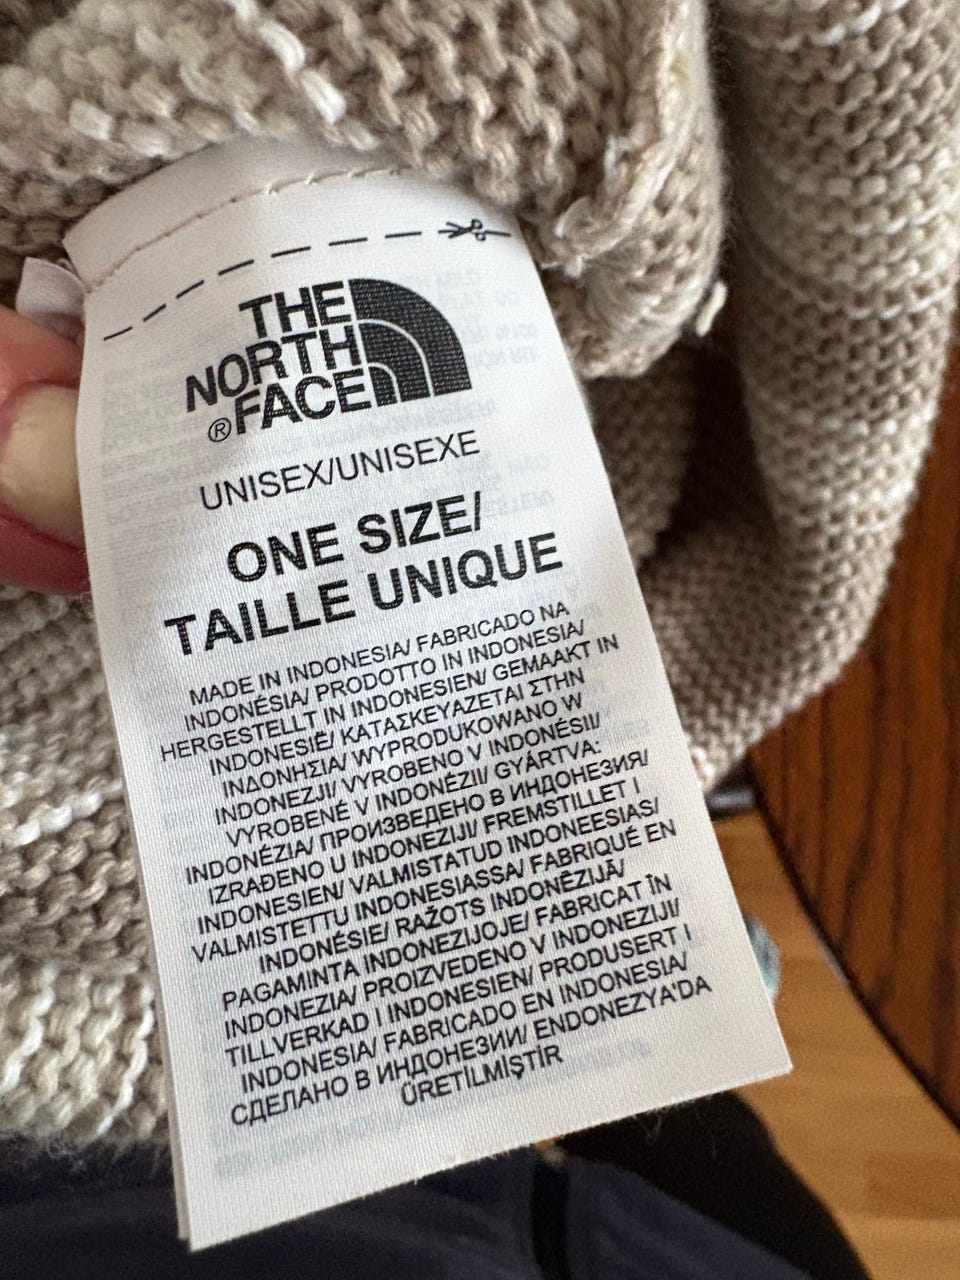 THE
NORTH
®FACE
UNISEX/UNISEXE
ONE SIZE/
TAILLE UNIQUE
MADE IN INDONESIA/ FABRICADO NA
INDONÉSIA/ PRODOTTO IN INDONESIA/
HERGESTELLT IN INDONESIEN/ GEMAAKT IN
INDONESIË/ ΚΑΤΑΣΚΕΥΑΖΕΤΑΙ ΣΤΗΝ
ΙΝΔΟΝΗΣΙΑ/ WYPRODUKOWANO W
INDONEZJI/ VYROBENO V INDONÉSII/
VYROBENÉ V INDONÉZII/ GYÁRTVA:
INDONÉZIA/ ПРОИЗВЕДЕНО В ИНДОНЕЗИЯ/
IZRAĐENO U INDONEZIJI/ FREMSTILLET I
INDONESIEN/ VALMISTATUD INDONEESIAS/
VALMISTETTU INDONESIASSA/ FABRIQUÉ EN
INDONÉSIE/ RAŽOTS INDONĒZIJĀ/
PAGAMINTA INDONEZIJOJE/ FABRICAT ÎN
INDONEZIA/ PROIZVEDENO V INDONEZIJI/
TILLVERKAD I INDONESIEN/ PRODUSERT I
INDONESIA/ FABRICADO EN INDONESIA/
СДЕЛАНО В ИНДОНЕЗИИ/ ENDONEZYA'DA
ÜRETİLMİŞTİR